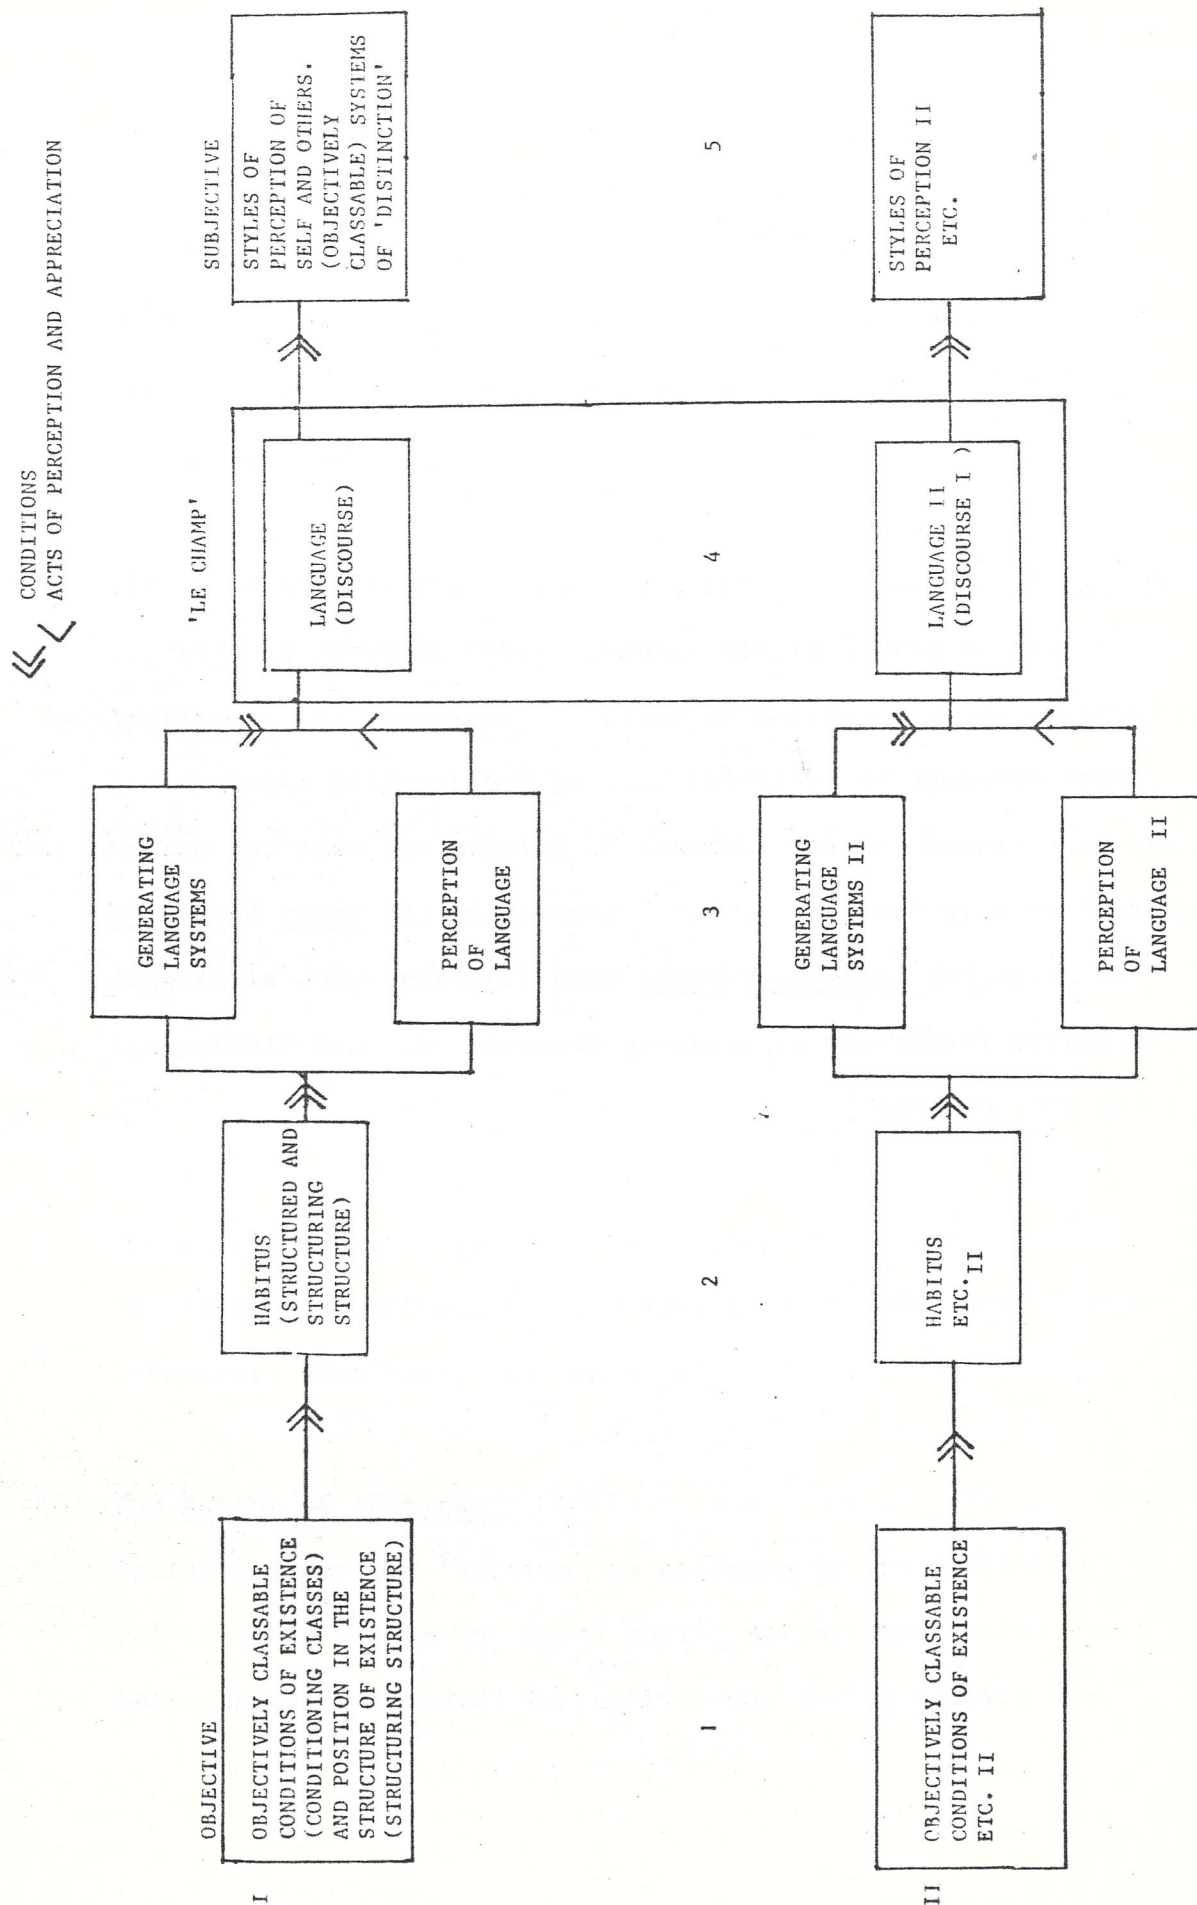 CONDITIONS
ACTS OF PERCEPTION AND APPRECIATION
OBJECTIVE
'LE CHAMP'
SUBJECTIVE
I
OBJECTIVELY CLASSABLE
CONDITIONS OF EXISTENCE
(CONDITIONING CLASSES)
AND POSITION IN THE
STRUCTURE OF EXISTENCE
(STRUCTURING STRUCTURE)
HABITUS
(STRUCTURED AND
STRUCTURING
STRUCTURE)
GENERATING
LANGUAGE
SYSTEMS
PERCEPTION
OF
LANGUAGE
LANGUAGE
(DISCOURSE)
STYLES OF
PERCEPTION OF
SELF AND OTHERS.
(OBJECTIVELY
CLASSABLE) SYSTEMS
OF 'DISTINCTION'
1
2
3
4
5
II
OBJECTIVELY CLASSABLE
CONDITIONS OF EXISTENCE
ETC. II
HABITUS
ETC. II
GENERATING
LANGUAGE
SYSTEMS II
PERCEPTION
OF
LANGUAGE II
LANGUAGE II
(DISCOURSE I )
STYLES OF
PERCEPTION II
ETC.